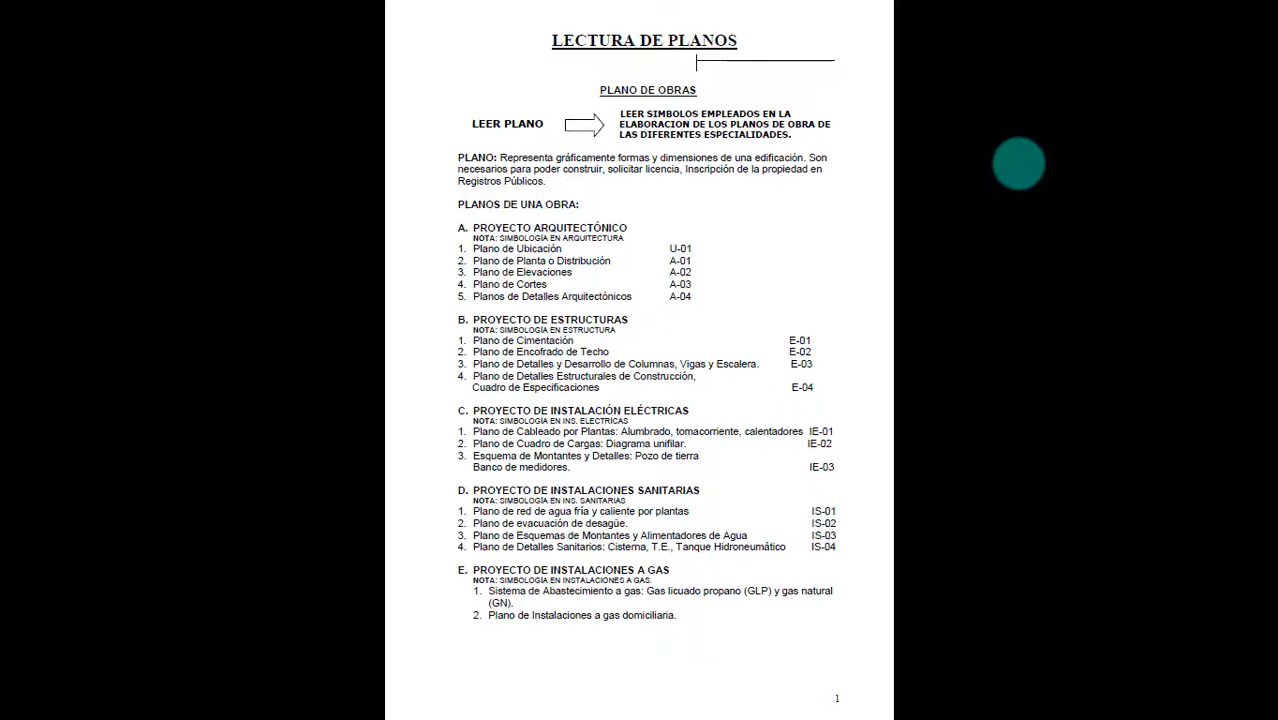 LECTURA DE PLANOS
PLANO DE OBRAS
LEER PLANO
LEER SIMBOLOS EMPLEADOS EN LA
ELABORACION DE LOS PLANOS DE OBRA DE
LAS DIFERENTES ESPECIALIDADES.
PLANO: Representa gráficamente formas y dimensiones de una edificación. Son
necesarios para poder construir, solicitar licencia, Inscripción de la propiedad en
Registros Públicos.
PLANOS DE UNA OBRA:
A. PROYECTO ARQUITECTÓNICO
NOTA: SIMBOLOGÍA EN ARQUITECTURA
1. Plano de Ubicación U-01
2. Plano de Planta o Distribución A-01
3. Plano de Elevaciones A-02
4. Plano de Cortes A-03
5. Planos de Detalles Arquitectónicos A-04
B. PROYECTO DE ESTRUCTURAS
NOTA: SIMBOLOGÍA EN ESTRUCTURA
1. Plano de Cimentación E-01
2. Plano de Encofrado de Techo E-02
3. Plano de Detalles y Desarrollo de Columnas, Vigas y Escalera. E-03
4. Plano de Detalles Estructurales de Construcción,
Cuadro de Especificaciones E-04
C. PROYECTO DE INSTALACIÓN ELÉCTRICAS
NOTA: SIMBOLOGÍA EN INS. ELECTRÍCAS
1. Plano de Cableado por Plantas: Alumbrado, tomacorriente, calentadores IE-01
2. Plano de Cuadro de Cargas: Diagrama unifilar. IE-02
3. Esquema de Montantes y Detalles: Pozo de tierra
Banco de medidores. IE-03
D. PROYECTO DE INSTALACIONES SANITARIAS
NOTA: SIMBOLOGÍA EN INS. SANITARIAS
1. Plano de red de agua fría y caliente por plantas IS-01
2. Plano de evacuación de desagüe. IS-02
3. Plano de Esquemas de Montantes y Alimentadores de Agua IS-03
4. Plano de Detalles Sanitarios: Cisterna, T.E., Tanque Hidroneumático IS-04
E. PROYECTO DE INSTALACIONES A GAS
NOTA: SIMBOLOGÍA EN INSTALACIONES A GAS.
1. Sistema de Abastecimiento a gas: Gas licuado propano (GLP) y gas natural
(GN).
2. Plano de Instalaciones a gas domiciliaria.
1